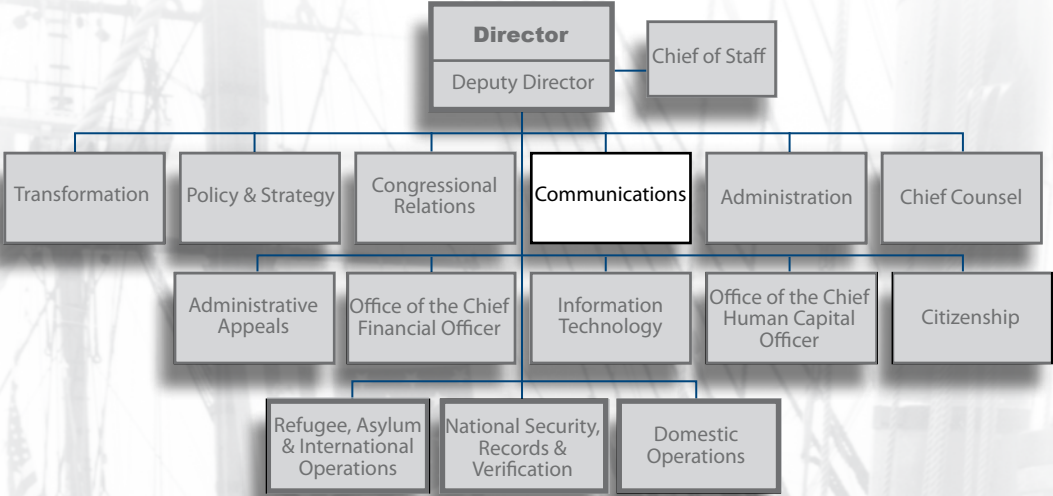 Director
Deputy Director
Chief of Staff
Transformation
Policy & Strategy
Congressional
Relations
Communications
Administration
Chief Counsel
Administrative
Appeals
Office of the Chief
Financial Officer
Information
Technology
Office of the Chief
Human Capital
Officer
Citizenship
Refugee, Asylum
& International
Operations
National Security,
Records &
Verification
Domestic
Operations